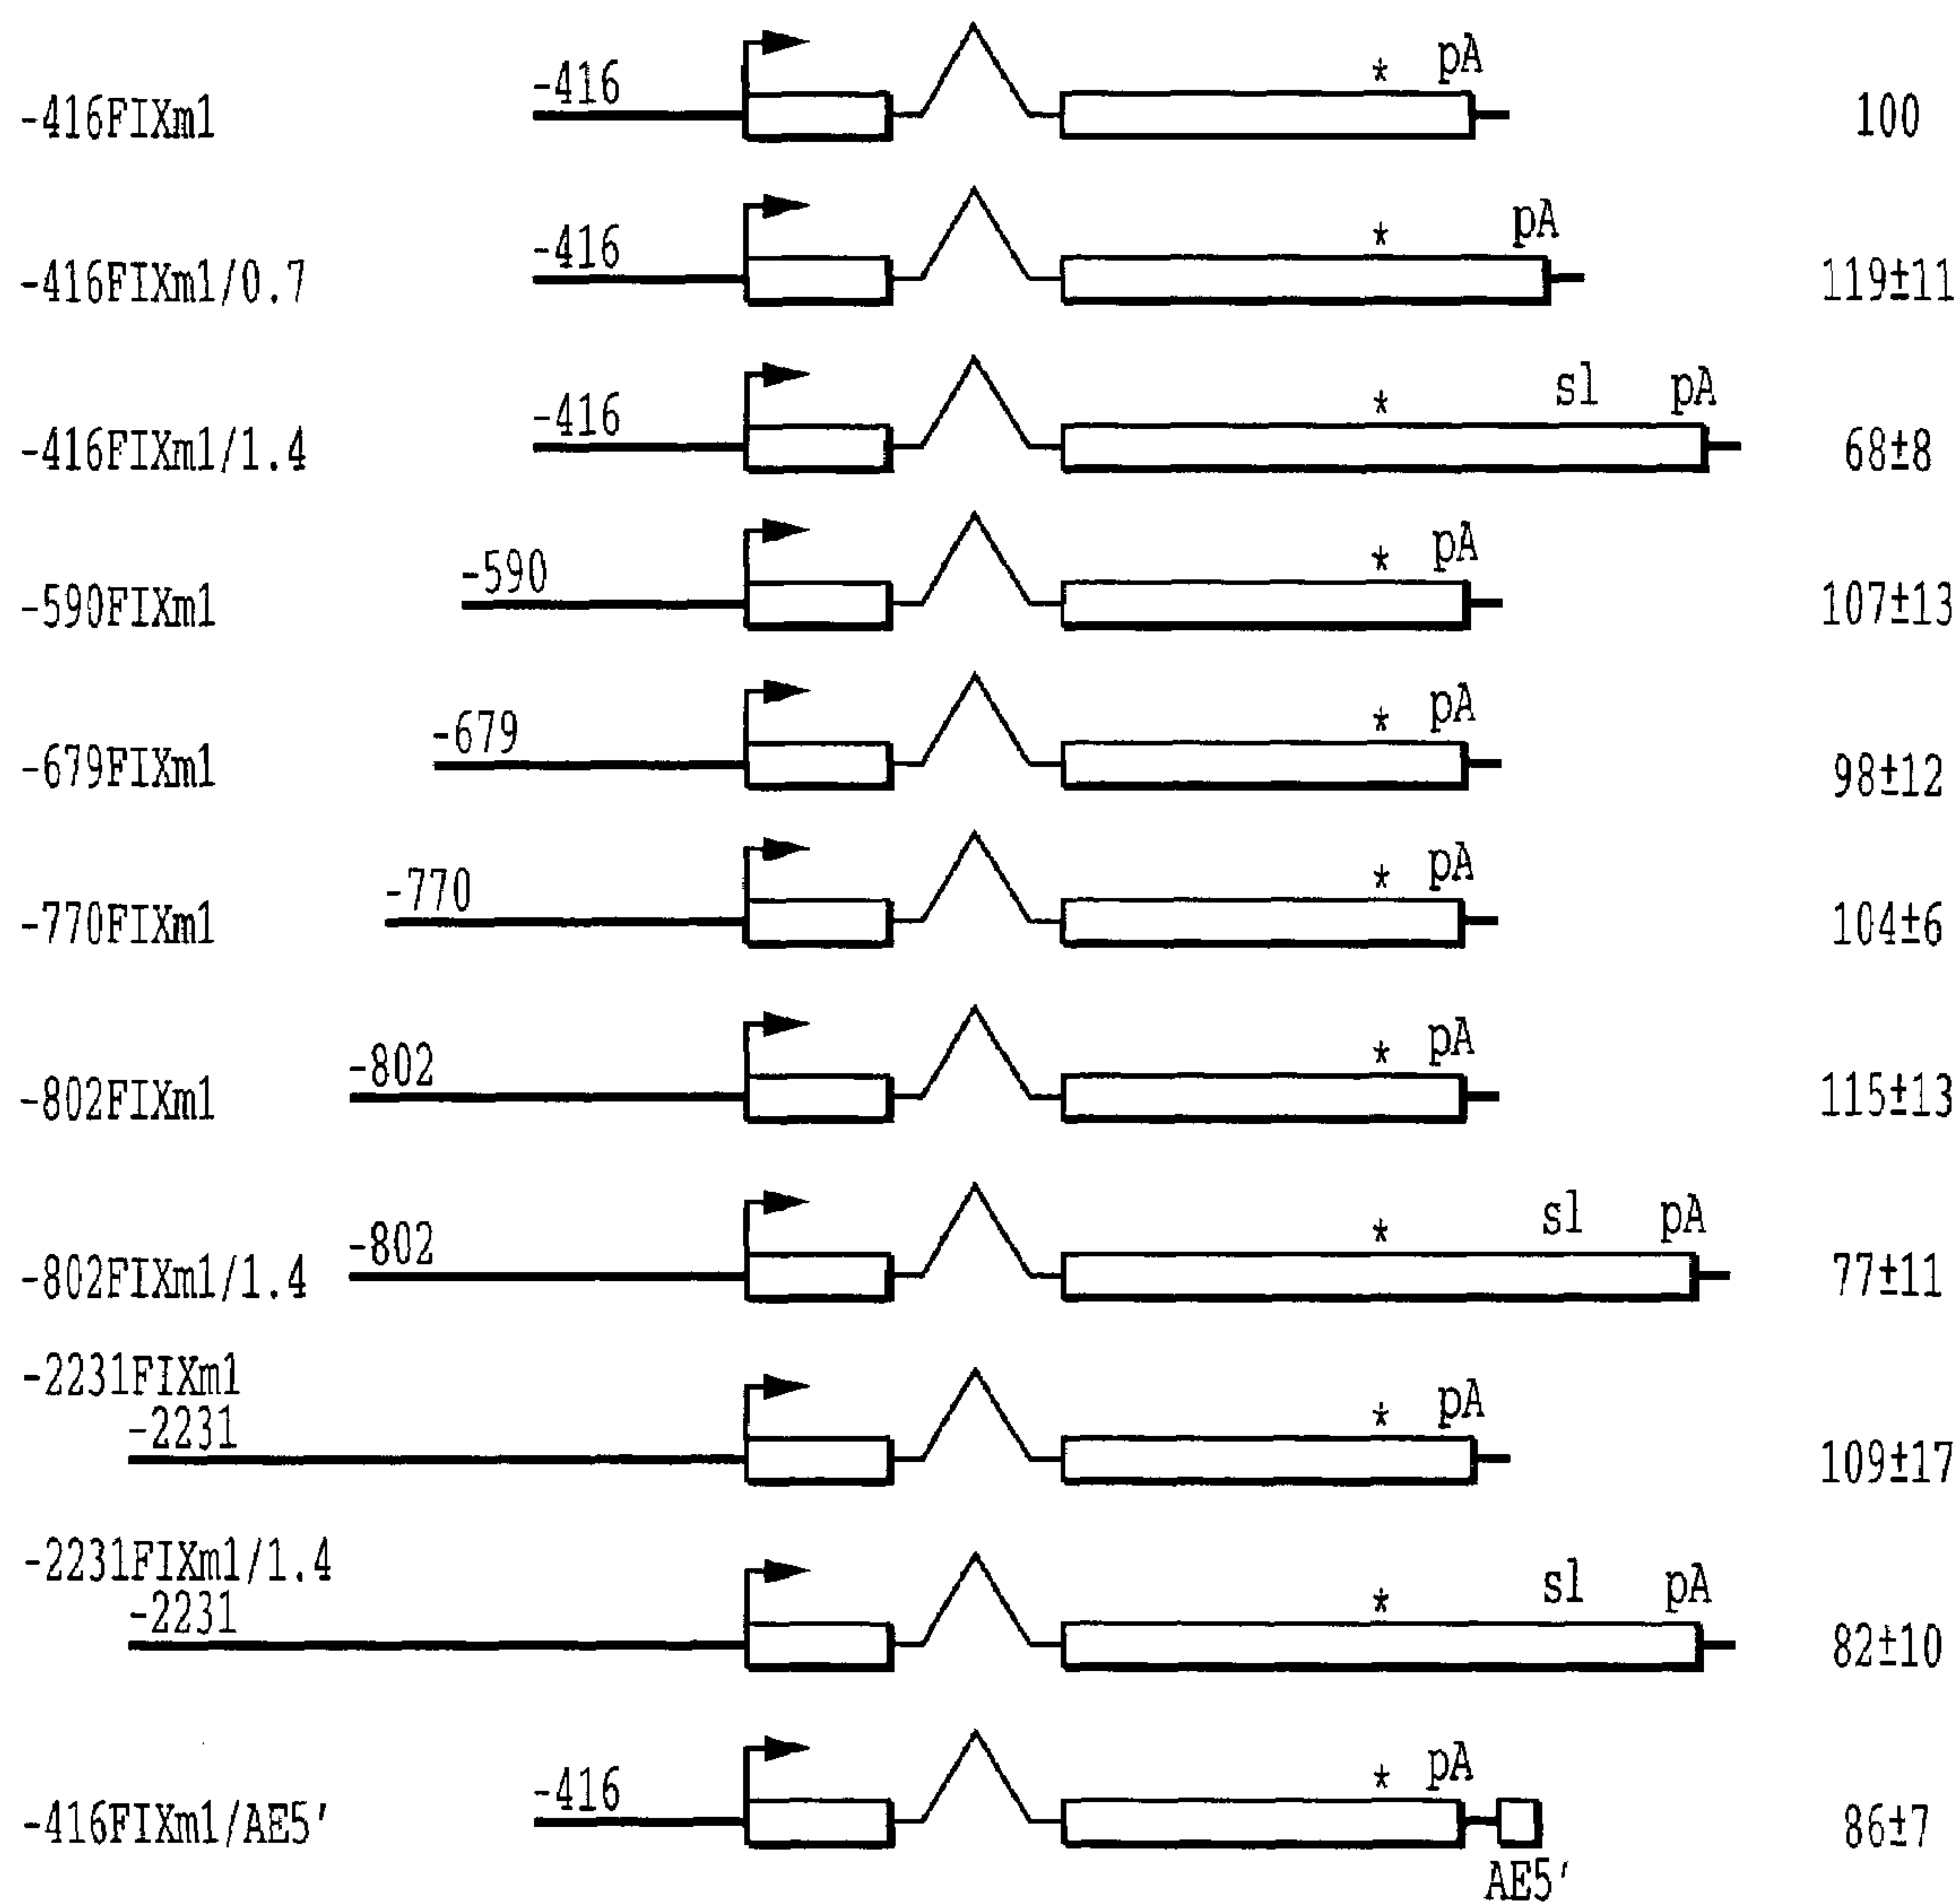 -416FIXm1 -416 * pA 100
-416FIXm1/0.7 -416 * pA 119±11
-416FIXm1/1.4 -416 * sl pA 68±8
-590FIXm1 -590 * pA 107±13
-679FIXm1 -679 * pA 98±12
-770FIXm1 -770 * pA 104±6
-802FIXm1 -802 * pA 115±13
-802FIXm1/1.4 -802 * sl pA 77±11
-2231FIXm1
-2231 * pA 109±17
-2231FIXm1/1.4
-2231 * sl pA 82±10
-416FIXm1/AE5' -416 * pA 86±7
AE5'